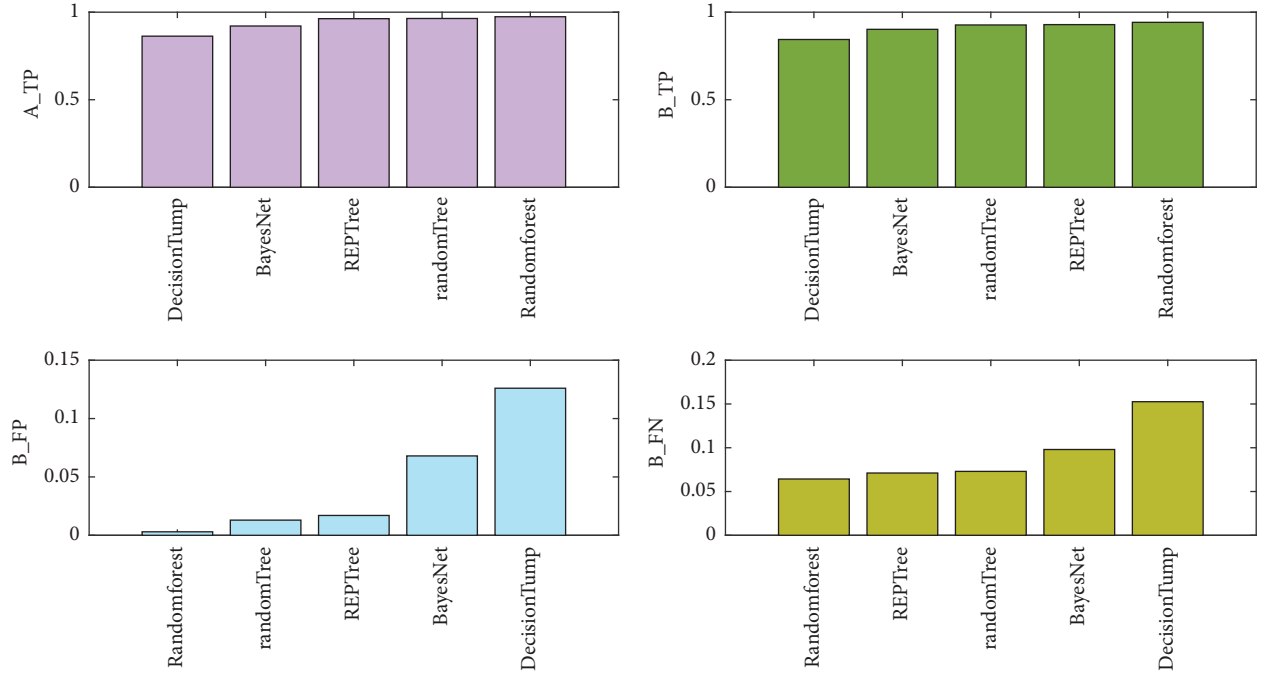 1
0.5
0
A_TP
DecisionTump
BayesNet
REPTree
randomTree
Randomforest
1
0.5
0
B_TP
DecisionTump
BayesNet
randomTree
REPTree
Randomforest
0.15
0.1
0.05
0
B_FP
Randomforest
randomTree
REPTree
BayesNet
DecisionTump
0.2
0.15
0.1
0.05
0
B_FN
Randomforest
REPTree
randomTree
BayesNet
DecisionTump